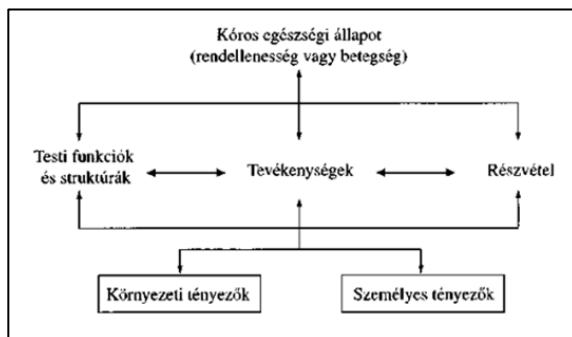 Kóros egészségi állapot
(rendellenesség vagy betegség)
Testi funkciók
és struktúrák
Tevékenységek
Részvétel
Környezeti tényezők
Személyes tényezők